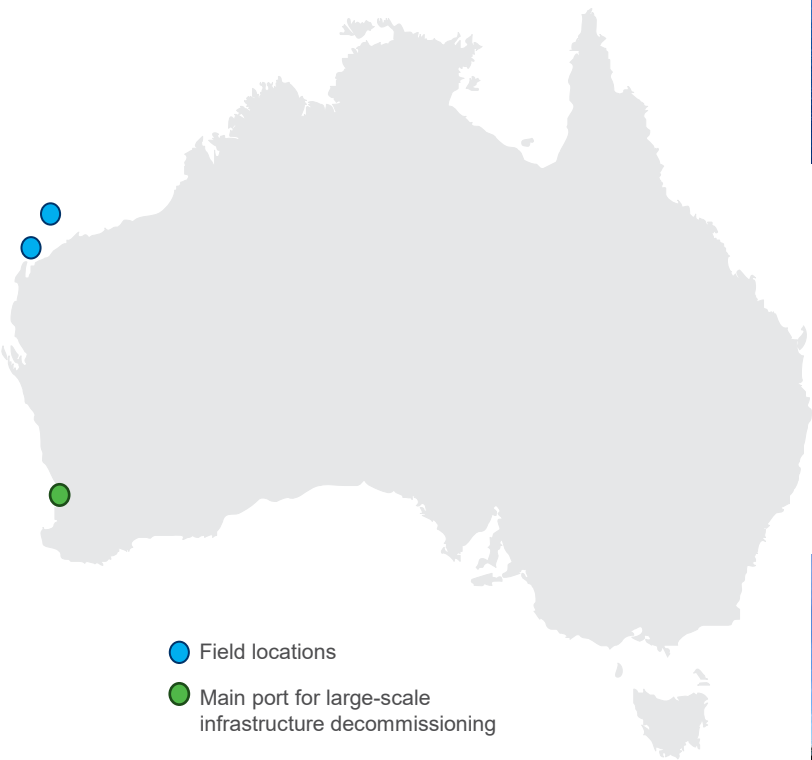 Field locations
Main port for large-scale
infrastructure decommissioning